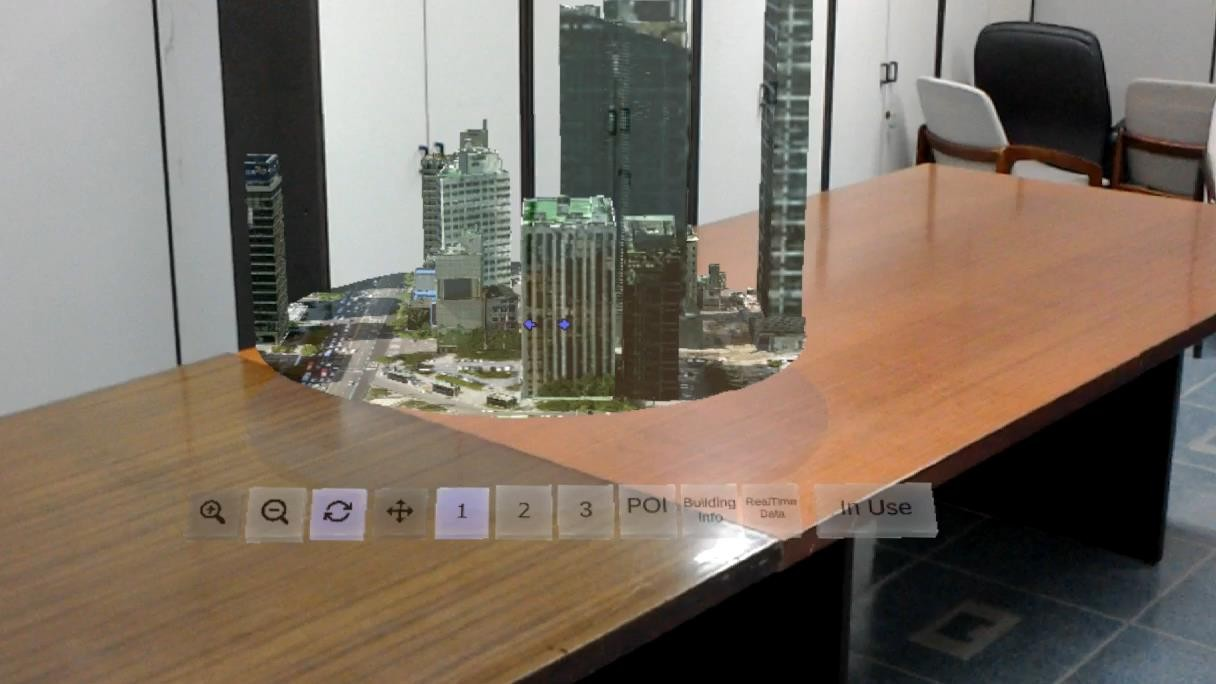 1
2
3
POI
Building
Info
RealTime
Data
In Use